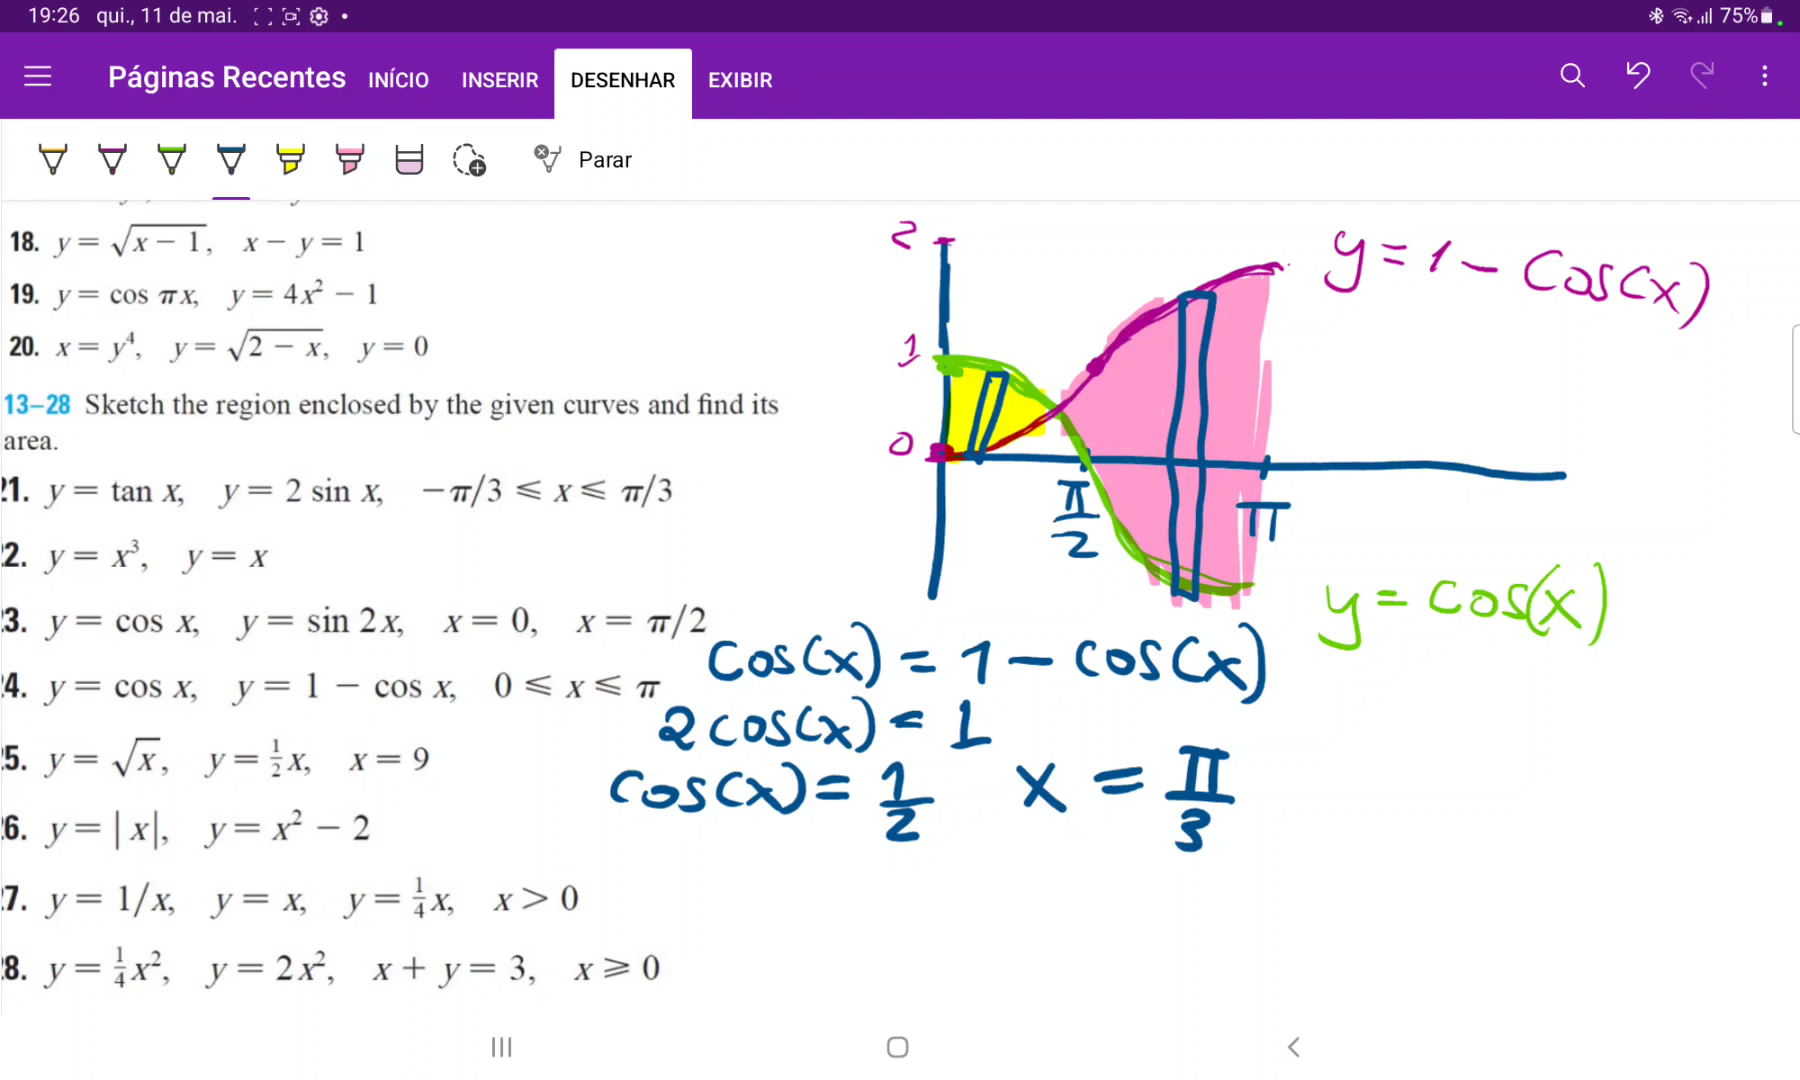 19:26 qui., 11 de mai. 75%
Páginas Recentes INÍCIO INSERIR DESENHAR EXIBIR
Parar
18. y = √(x − 1), x − y = 1
19. y = cos πx, y = 4x² − 1
20. x = y⁴, y = √(2 − x), y = 0
13–28 Sketch the region enclosed by the given curves and find its
area.
21. y = tan x, y = 2 sin x, −π/3 ⩽ x ⩽ π/3
2. y = x³, y = x
3. y = cos x, y = sin 2x, x = 0, x = π/2
4. y = cos x, y = 1 − cos x, 0 ⩽ x ⩽ π
5. y = √x, y = ½x, x = 9
6. y = |x|, y = x² − 2
7. y = 1/x, y = x, y = ¼x, x > 0
8. y = ¼x², y = 2x², x + y = 3, x ⩾ 0
2
1
0
π/2
π
y = 1 − cos(x)
y = cos(x)
cos(x) = 1 − cos(x)
2cos(x) = 1
cos(x) = 1/2 x = π/3